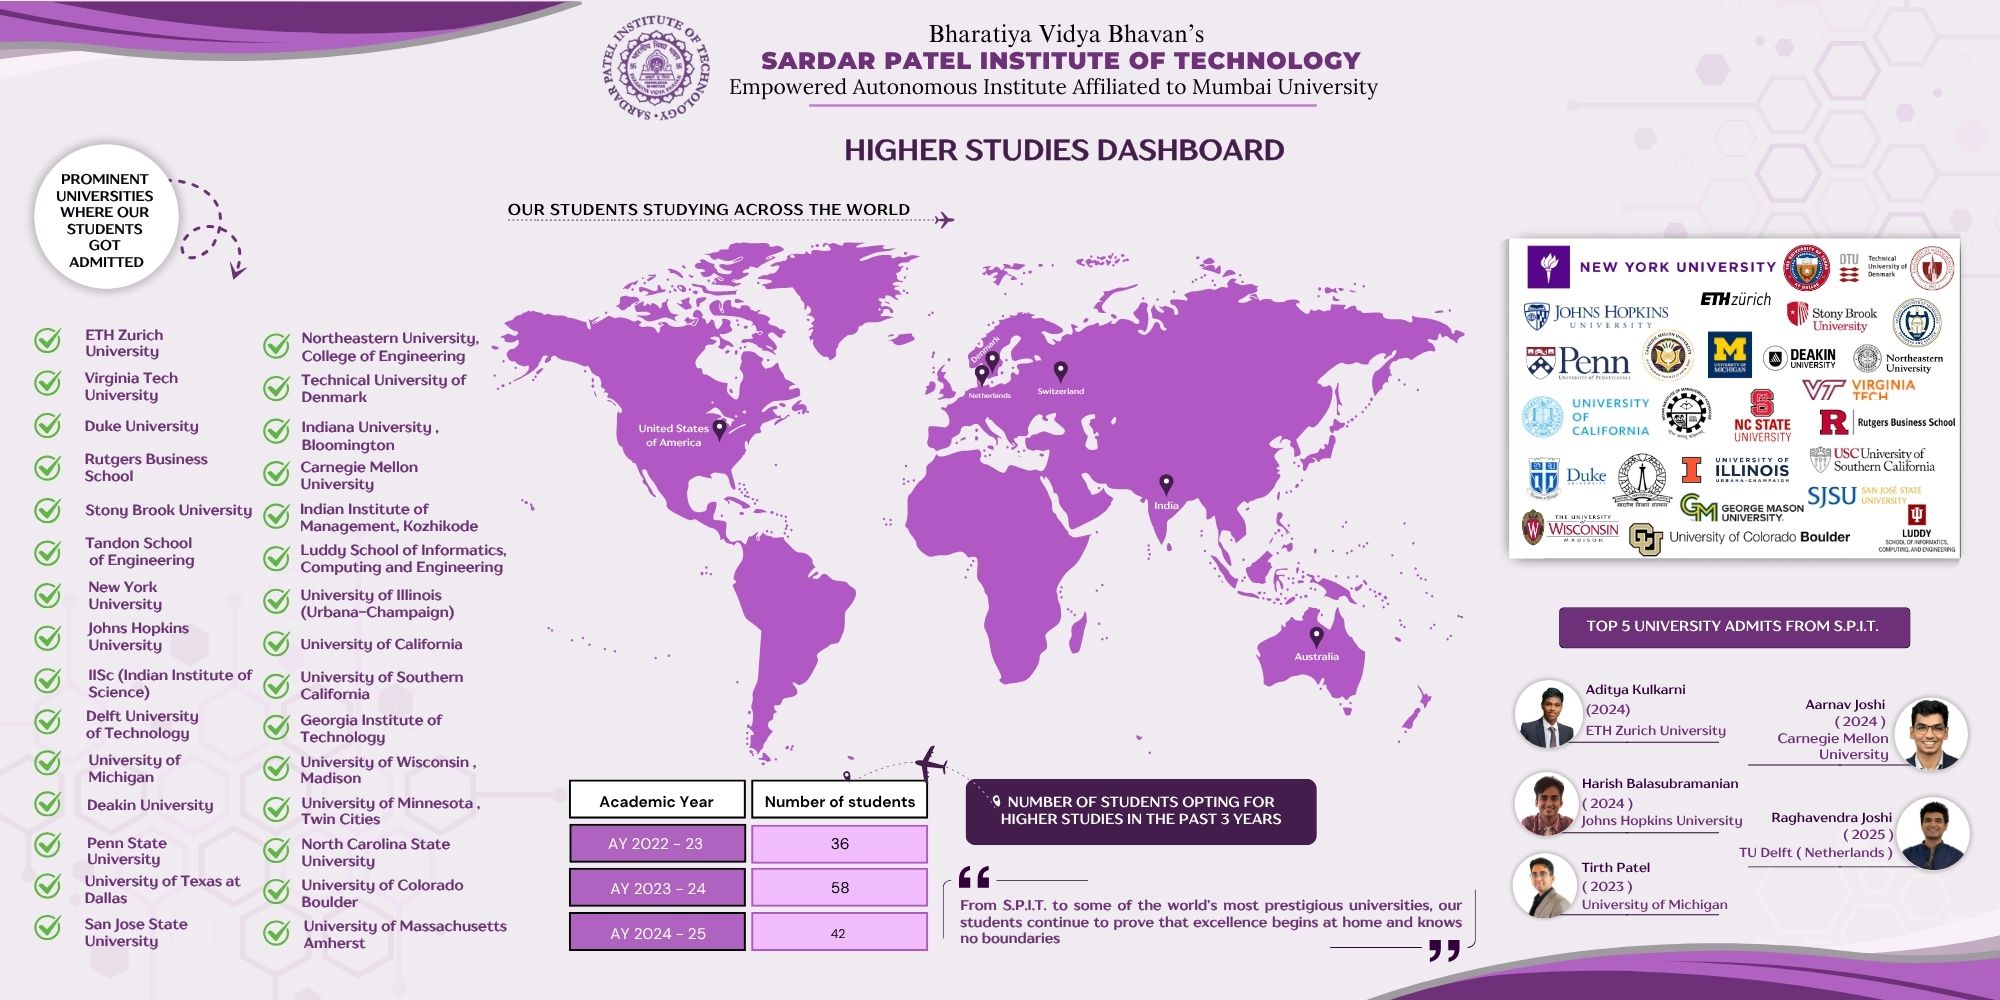 SARDAR PATEL INSTITUTE OF TECHNOLOGY
Bharatiya Vidya Bhavan's
SARDAR PATEL INSTITUTE OF TECHNOLOGY
Empowered Autonomous Institute Affiliated to Mumbai University
HIGHER STUDIES DASHBOARD
PROMINENT
UNIVERSITIES
WHERE OUR
STUDENTS
GOT
ADMITTED
ETH Zurich
University
Virginia Tech
University
Duke University
Rutgers Business
School
Stony Brook University
Tandon School
of Engineering
New York
University
Johns Hopkins
University
IISc (Indian Institute of
Science)
Delft University
of Technology
University of
Michigan
Deakin University
Penn State
University
University of Texas at
Dallas
San Jose State
University
Northeastern University,
College of Engineering
Technical University of
Denmark
Indiana University ,
Bloomington
Carnegie Mellon
University
Indian Institute of
Management, Kozhikode
Luddy School of Informatics,
Computing and Engineering
University of Illinois
(Urbana-Champaign)
University of California
University of Southern
California
Georgia Institute of
Technology
University of Wisconsin ,
Madison
University of Minnesota ,
Twin Cities
North Carolina State
University
University of Colorado
Boulder
University of Massachusetts
Amherst
OUR STUDENTS STUDYING ACROSS THE WORLD
Denmark
Netherlands
Switzerland
United States
of America
India
Australia
Academic Year
Number of students
AY 2022 - 23
36
AY 2023 - 24
58
AY 2024 - 25
42
NUMBER OF STUDENTS OPTING FOR
HIGHER STUDIES IN THE PAST 3 YEARS
“
From S.P.I.T. to some of the world's most prestigious universities, our
students continue to prove that excellence begins at home and knows
no boundaries
”
NEW YORK UNIVERSITY
DTU
Technical
University of
Denmark
JOHNS HOPKINS
UNIVERSITY
ETH zürich
Stony Brook
University
Penn
UNIVERSITY OF PENNSYLVANIA
M
UNIVERSITY OF
MICHIGAN
DEAKIN
UNIVERSITY
Northeastern
University
VT VIRGINIA
TECH
UNIVERSITY
OF
CALIFORNIA
S
NC STATE
UNIVERSITY
R Rutgers Business School
Duke
UNIVERSITY
I UNIVERSITY OF
ILLINOIS
URBANA-CHAMPAIGN
USC University of
Southern California
SJSU SAN JOSÉ STATE
UNIVERSITY
GM GEORGE MASON
UNIVERSITY.
W THE UNIVERSITY
of
WISCONSIN
MADISON
CU University of Colorado Boulder
LUDDY
SCHOOL OF INFORMATICS,
COMPUTING, AND ENGINEERING
TOP 5 UNIVERSITY ADMITS FROM S.P.I.T.
Aditya Kulkarni
(2024)
ETH Zurich University
Aarnav Joshi
( 2024 )
Carnegie Mellon
University
Harish Balasubramanian
( 2024 )
Johns Hopkins University
Raghavendra Joshi
( 2025 )
TU Delft ( Netherlands )
Tirth Patel
( 2023 )
University of Michigan